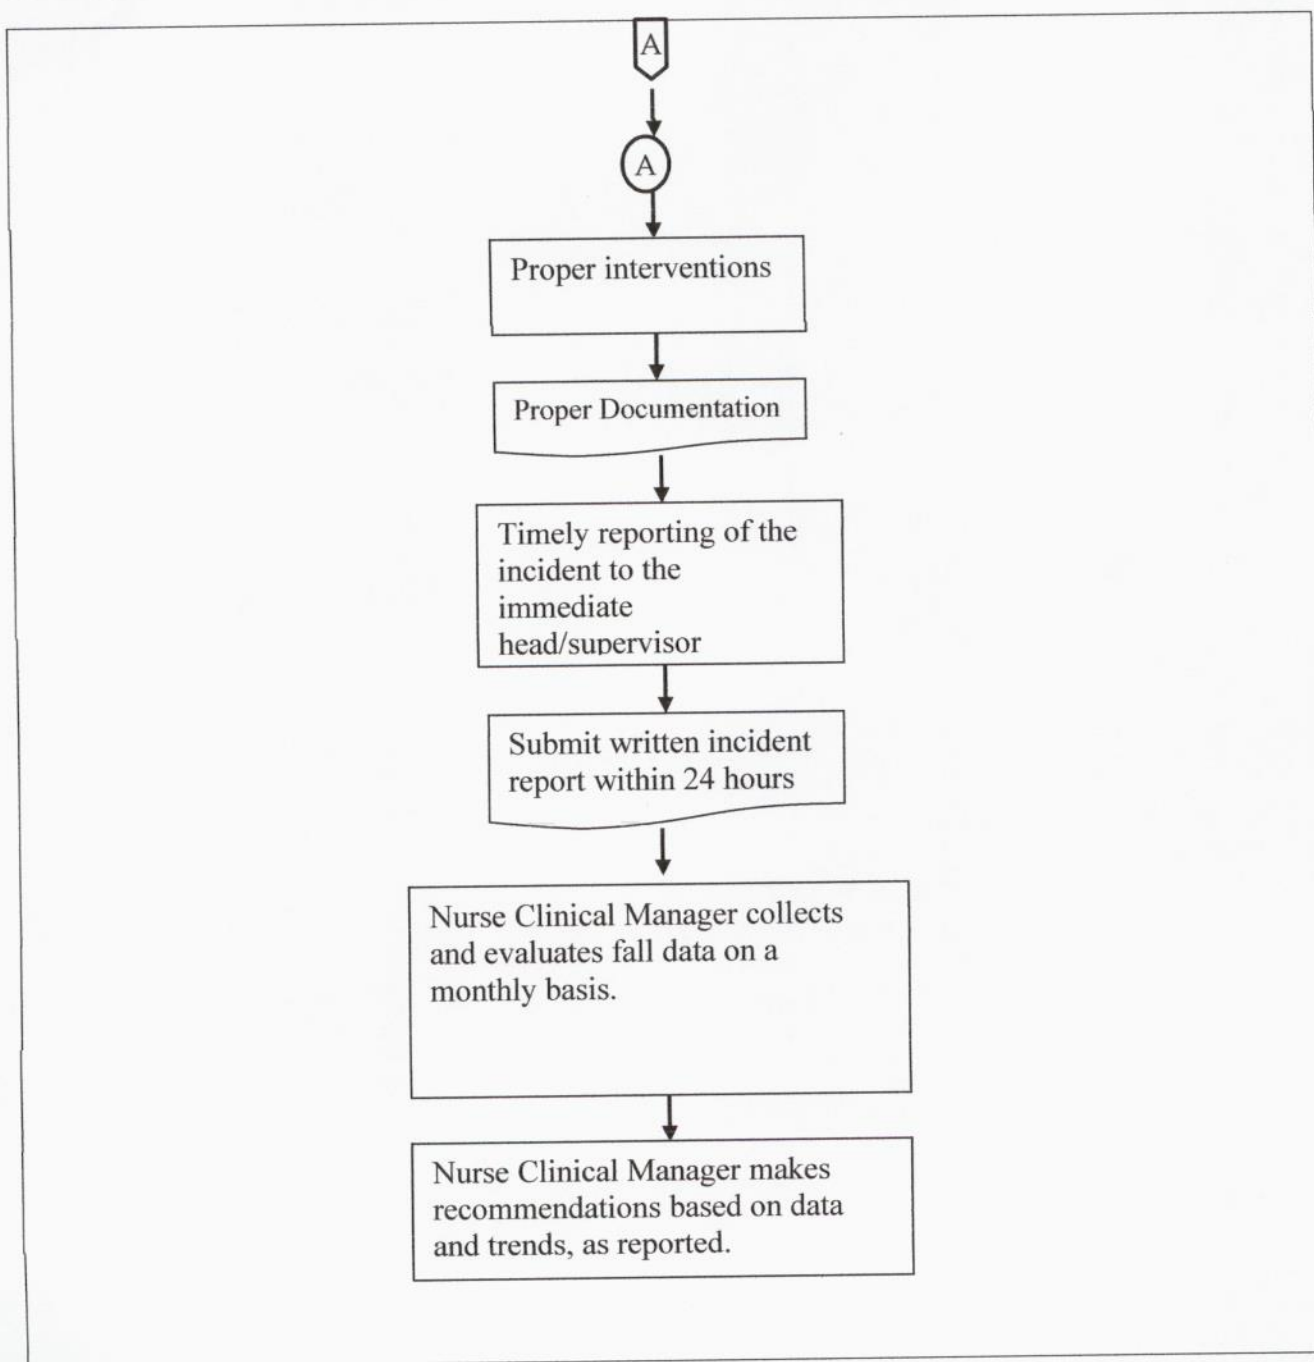 A
A
Proper interventions
Proper Documentation
Timely reporting of the
incident to the
immediate
head/supervisor
Submit written incident
report within 24 hours
Nurse Clinical Manager collects
and evaluates fall data on a
monthly basis.
Nurse Clinical Manager makes
recommendations based on data
and trends, as reported.